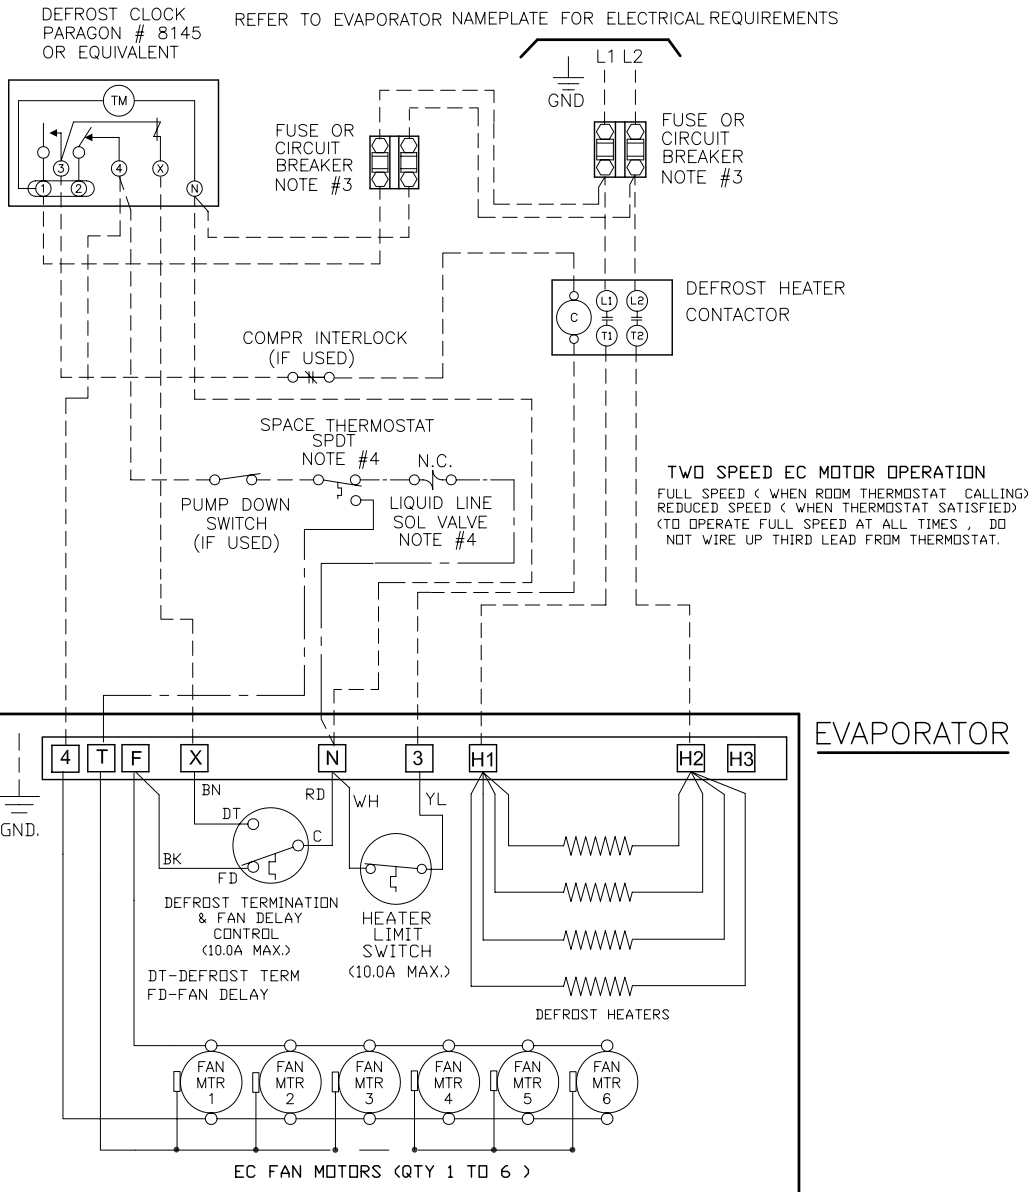 DEFROST CLOCK
PARAGON # 8145
OR EQUIVALENT
REFER TO EVAPORATOR NAMEPLATE FOR ELECTRICAL REQUIREMENTS
L1 L2
GND
TM
FUSE OR
CIRCUIT
BREAKER
NOTE #3
FUSE OR
CIRCUIT
BREAKER
NOTE #3
3
4
X
1
2
N
DEFROST HEATER
CONTACTOR
L1
L2
C
T1
T2
COMPR INTERLOCK
(IF USED)
SPACE THERMOSTAT
SPDT
NOTE #4
N.C.
PUMP DOWN
SWITCH
(IF USED)
LIQUID LINE
SOL VALVE
NOTE #4
TWO SPEED EC MOTOR OPERATION
FULL SPEED ( WHEN ROOM THERMOSTAT CALLING)
REDUCED SPEED ( WHEN THERMOSTAT SATISFIED)
(TO OPERATE FULL SPEED AT ALL TIMES , DO
NOT WIRE UP THIRD LEAD FROM THERMOSTAT.
EVAPORATOR
4
T
F
X
N
3
H1
H2
H3
GND.
BN
RD
WH
YL
DT
C
BK
FD
DEFROST TERMINATION
& FAN DELAY
CONTROL
(10.0A MAX.)
DT-DEFROST TERM
FD-FAN DELAY
HEATER
LIMIT
SWITCH
(10.0A MAX.)
DEFROST HEATERS
FAN
MTR
1
FAN
MTR
2
FAN
MTR
3
FAN
MTR
4
FAN
MTR
5
FAN
MTR
6
EC FAN MOTORS (QTY 1 TO 6 )